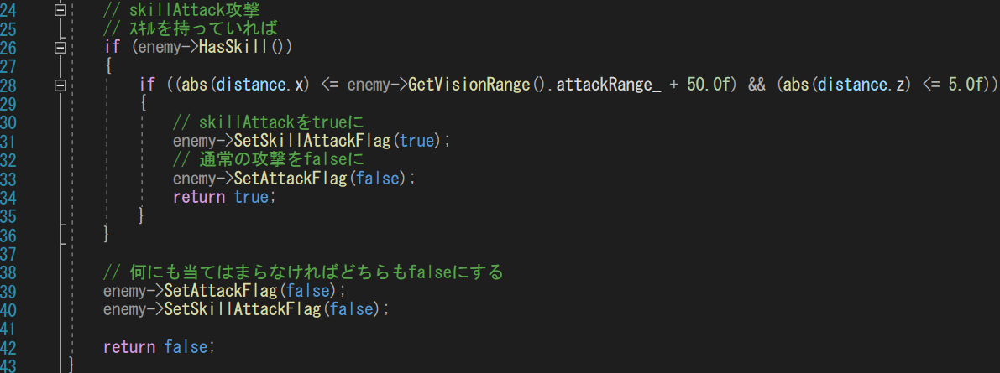 24 // skillAttack攻撃
25 // ｽｷﾙを持っていれば
26 if (enemy->HasSkill())
27 {
28 if ((abs(distance.x) <= enemy->GetVisionRange().attackRange_ + 50.0f) && (abs(distance.z) <= 5.0f))
29 {
30 // skillAttackをtrueに
31 enemy->SetSkillAttackFlag(true);
32 // 通常の攻撃をfalseに
33 enemy->SetAttackFlag(false);
34 return true;
35 }
36 }
37
38 // 何にも当てはまらなければどちらもfalseにする
39 enemy->SetAttackFlag(false);
40 enemy->SetSkillAttackFlag(false);
41
42 return false;
43 }